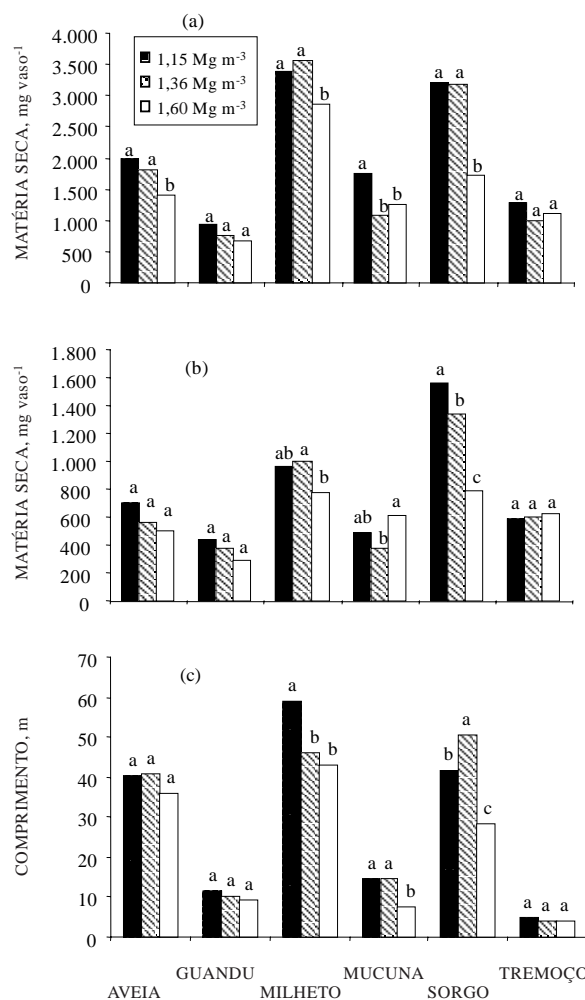 (a)
4.000
3.500
3.000
2.500
2.000
1.500
1.000
500
0
MATÉRIA SECA, mg vaso⁻¹
1,15 Mg m⁻³
1,36 Mg m⁻³
1,60 Mg m⁻³
a a b
a a a
a a b
a b b
a a b
a a a
(b)
1.800
1.600
1.400
1.200
1.000
800
600
400
200
0
MATÉRIA SECA, mg vaso⁻¹
a a a
a a a
ab a b
ab b a
a b c
a a a
(c)
70
60
50
40
30
20
10
0
COMPRIMENTO, m
a a a
a a a
a b b
a a b
b a c
a a a
GUANDU MUCUNA TREMOÇO
AVEIA MILHETO SORGO